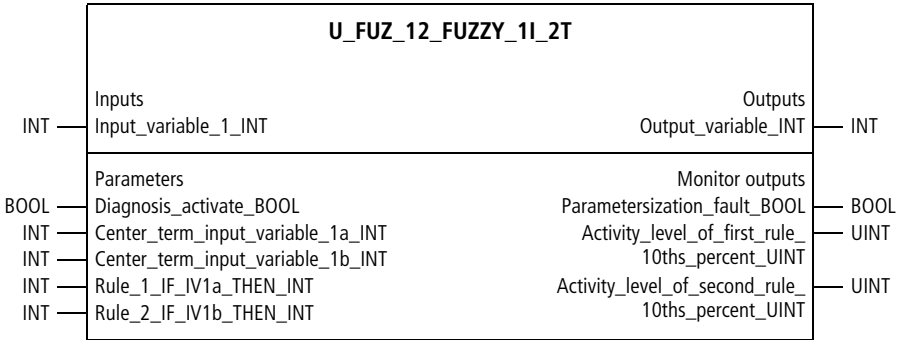 U_FUZ_12_FUZZY_1I_2T
Inputs Outputs
INT Input_variable_1_INT Output_variable_INT INT
Parameters Monitor outputs
BOOL Diagnosis_activate_BOOL Parametersization_fault_BOOL BOOL
INT Center_term_input_variable_1a_INT Activity_level_of_first_rule_ UINT
INT Center_term_input_variable_1b_INT 10ths_percent_UINT
INT Rule_1_IF_IV1a_THEN_INT Activity_level_of_second_rule_ UINT
INT Rule_2_IF_IV1b_THEN_INT 10ths_percent_UINT